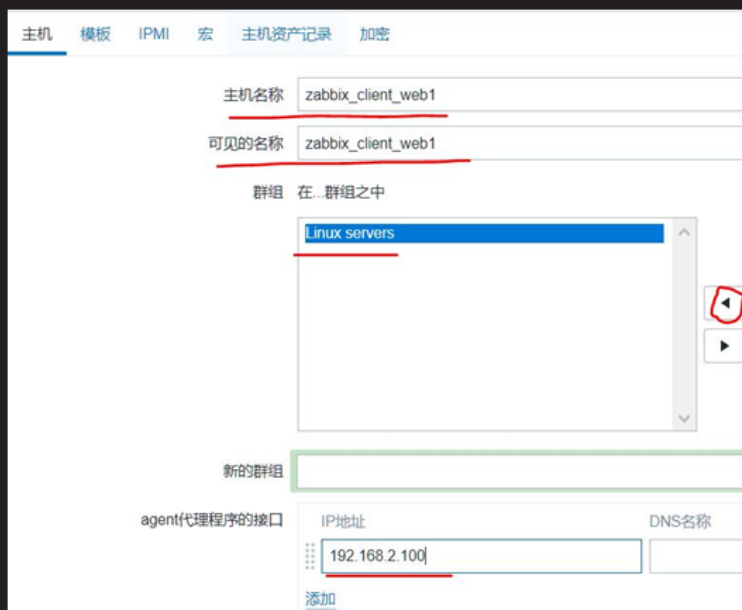 主机 模板 IPMI 宏 主机资产记录 加密
主机名称 zabbix_client_web1
可见的名称 zabbix_client_web1
群组 在...群组之中
Linux servers
新的群组
agent代理程序的接口 IP地址 DNS名称
192.168.2.100
添加